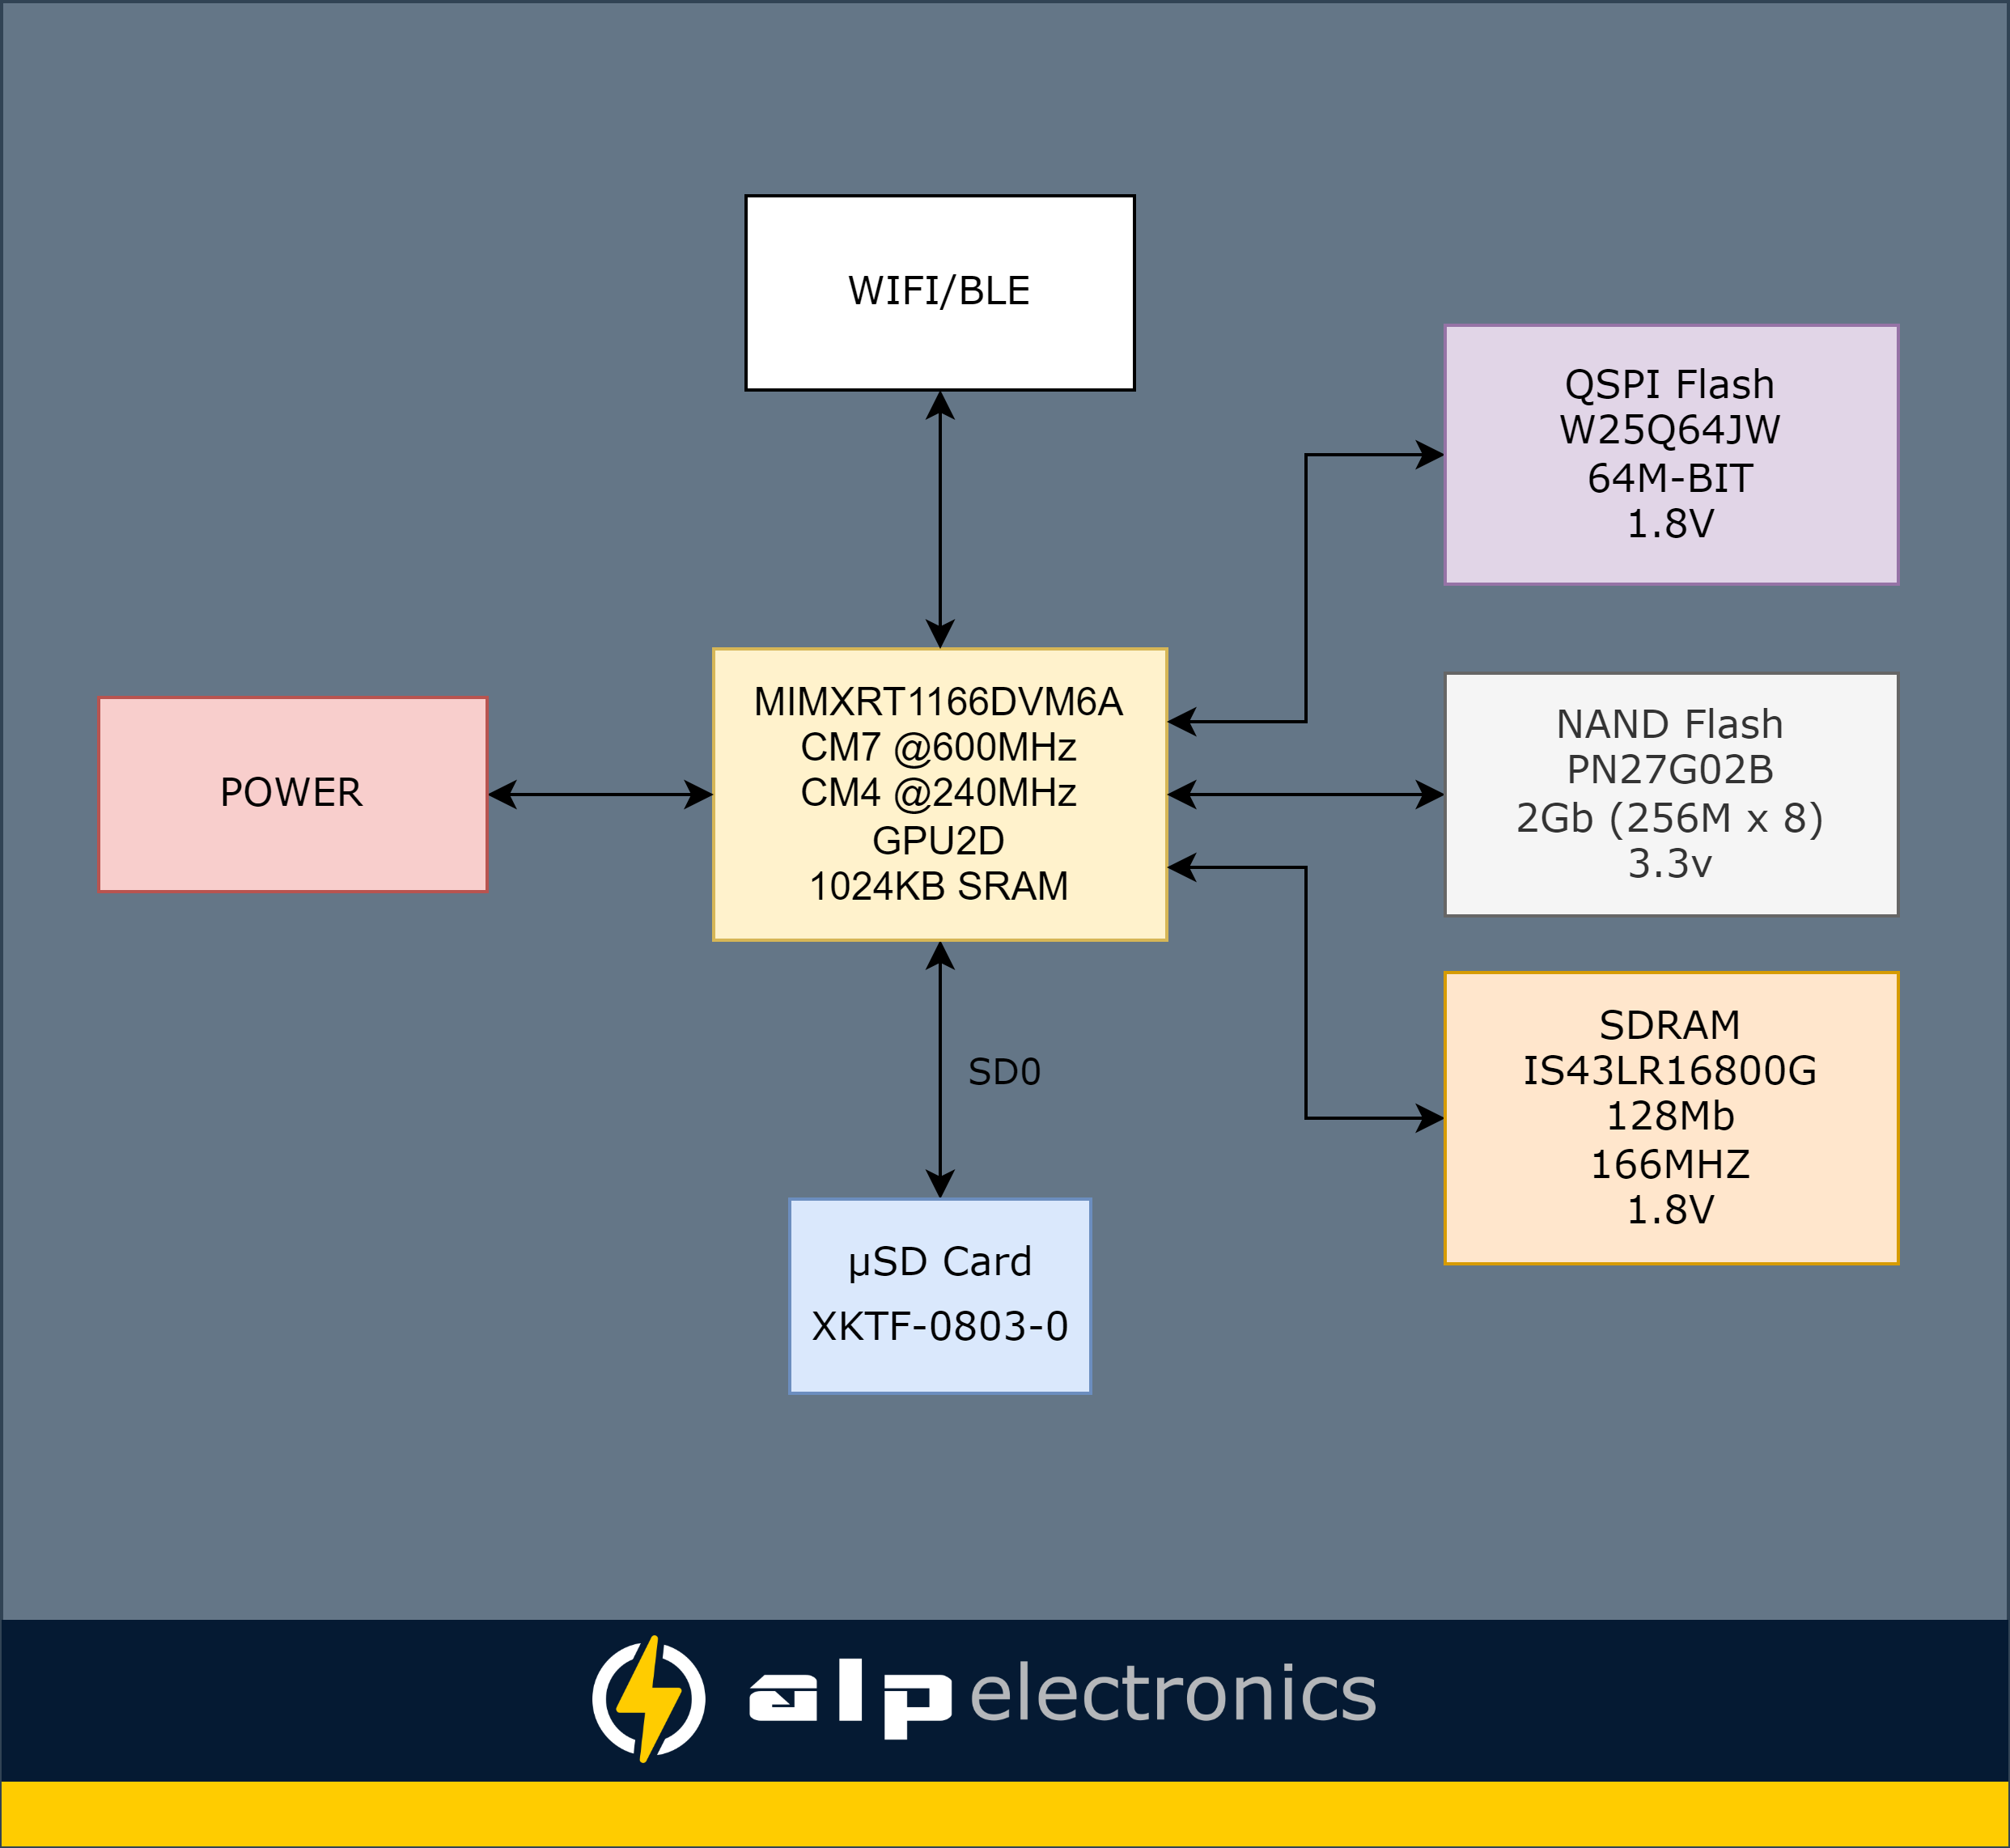 WIFI/BLE
QSPI Flash
W25Q64JW
64M-BIT
1.8V
POWER
MIMXRT1166DVM6A
CM7 @600MHz
CM4 @240MHz
GPU2D
1024KB SRAM
NAND Flash
PN27G02B
2Gb (256M x 8)
3.3v
SDRAM
IS43LR16800G
128Mb
166MHZ
1.8V
SD0
µSD Card
XKTF-0803-0
alp electronics